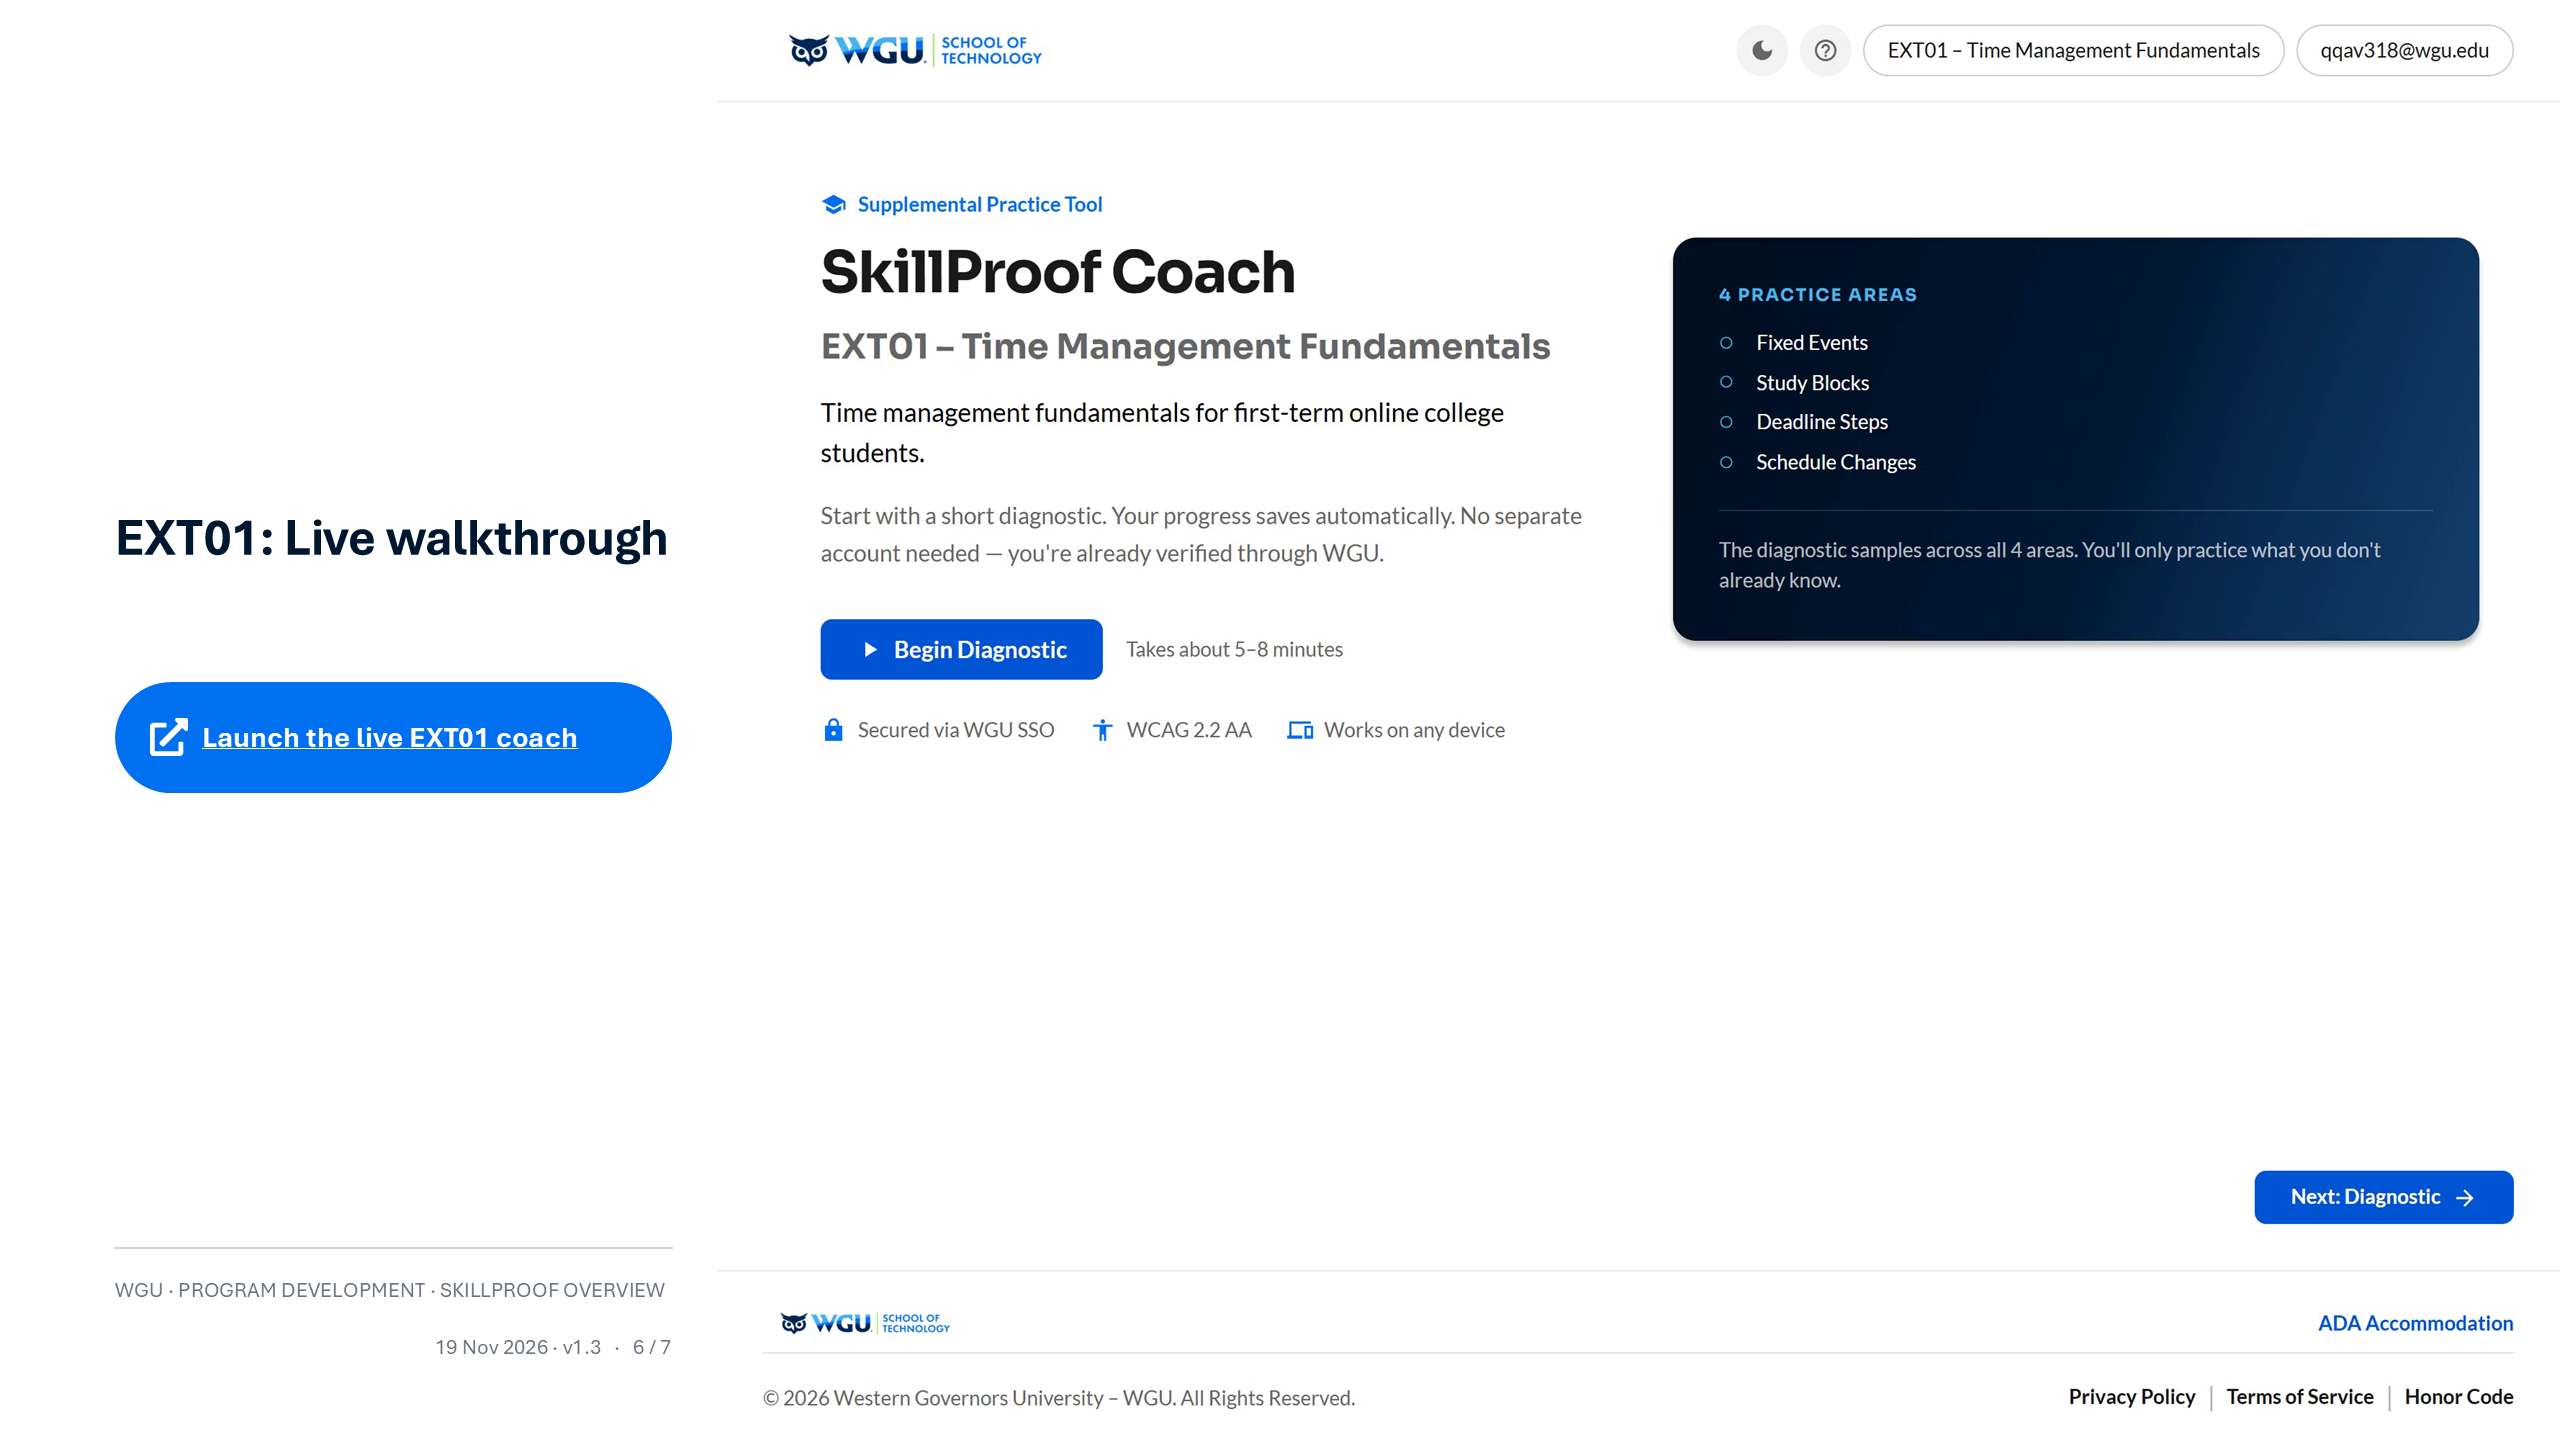 EXT01: Live walkthrough
Launch the live EXT01 coach
WGU · PROGRAM DEVELOPMENT · SKILLPROOF OVERVIEW
19 Nov 2026 · v1.3 · 6 / 7
WGU. SCHOOL OF
TECHNOLOGY
EXT01 – Time Management Fundamentals
qqav318@wgu.edu
Supplemental Practice Tool
SkillProof Coach
EXT01 – Time Management Fundamentals
Time management fundamentals for first-term online college
students.
Start with a short diagnostic. Your progress saves automatically. No separate
account needed — you're already verified through WGU.
Begin Diagnostic
Takes about 5–8 minutes
Secured via WGU SSO
WCAG 2.2 AA
Works on any device
4 PRACTICE AREAS
Fixed Events
Study Blocks
Deadline Steps
Schedule Changes
The diagnostic samples across all 4 areas. You'll only practice what you don't
already know.
Next: Diagnostic
WGU. SCHOOL OF
TECHNOLOGY
ADA Accommodation
© 2026 Western Governors University – WGU. All Rights Reserved.
Privacy Policy | Terms of Service | Honor Code